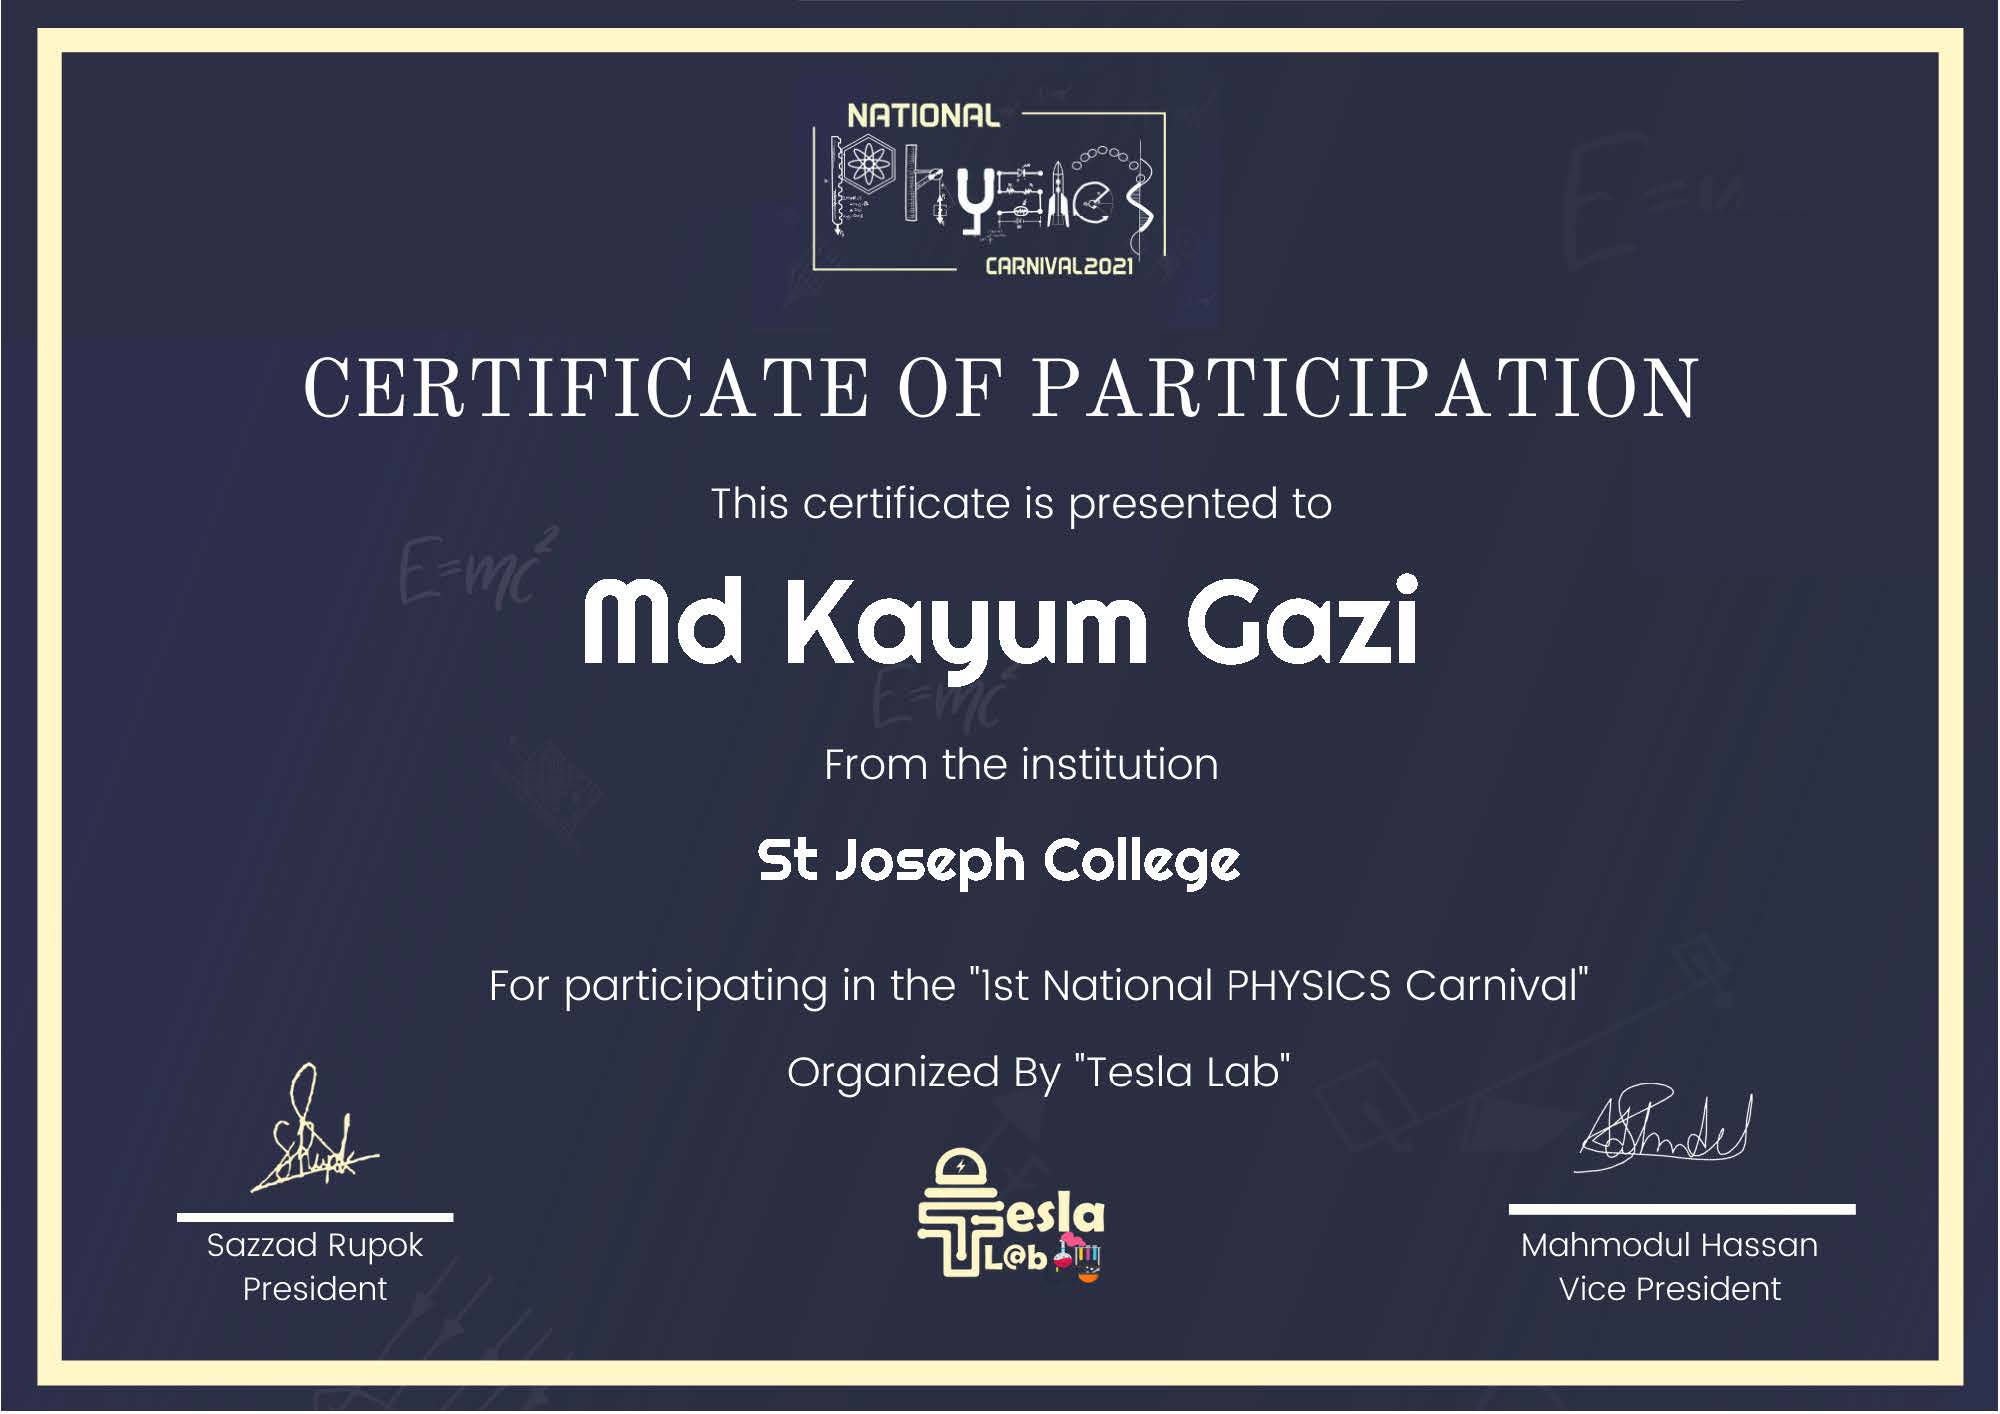 NATIONAL
Physics
CARNIVAL2021
CERTIFICATE OF PARTICIPATION
This certificate is presented to
E=mc²
Md Kayum Gazi
E=mc²
From the institution
St Joseph College
For participating in the "1st National PHYSICS Carnival"
Organized By "Tesla Lab"
Tesla
L@b
Sazzad Rupok
President
Mahmodul Hassan
Vice President